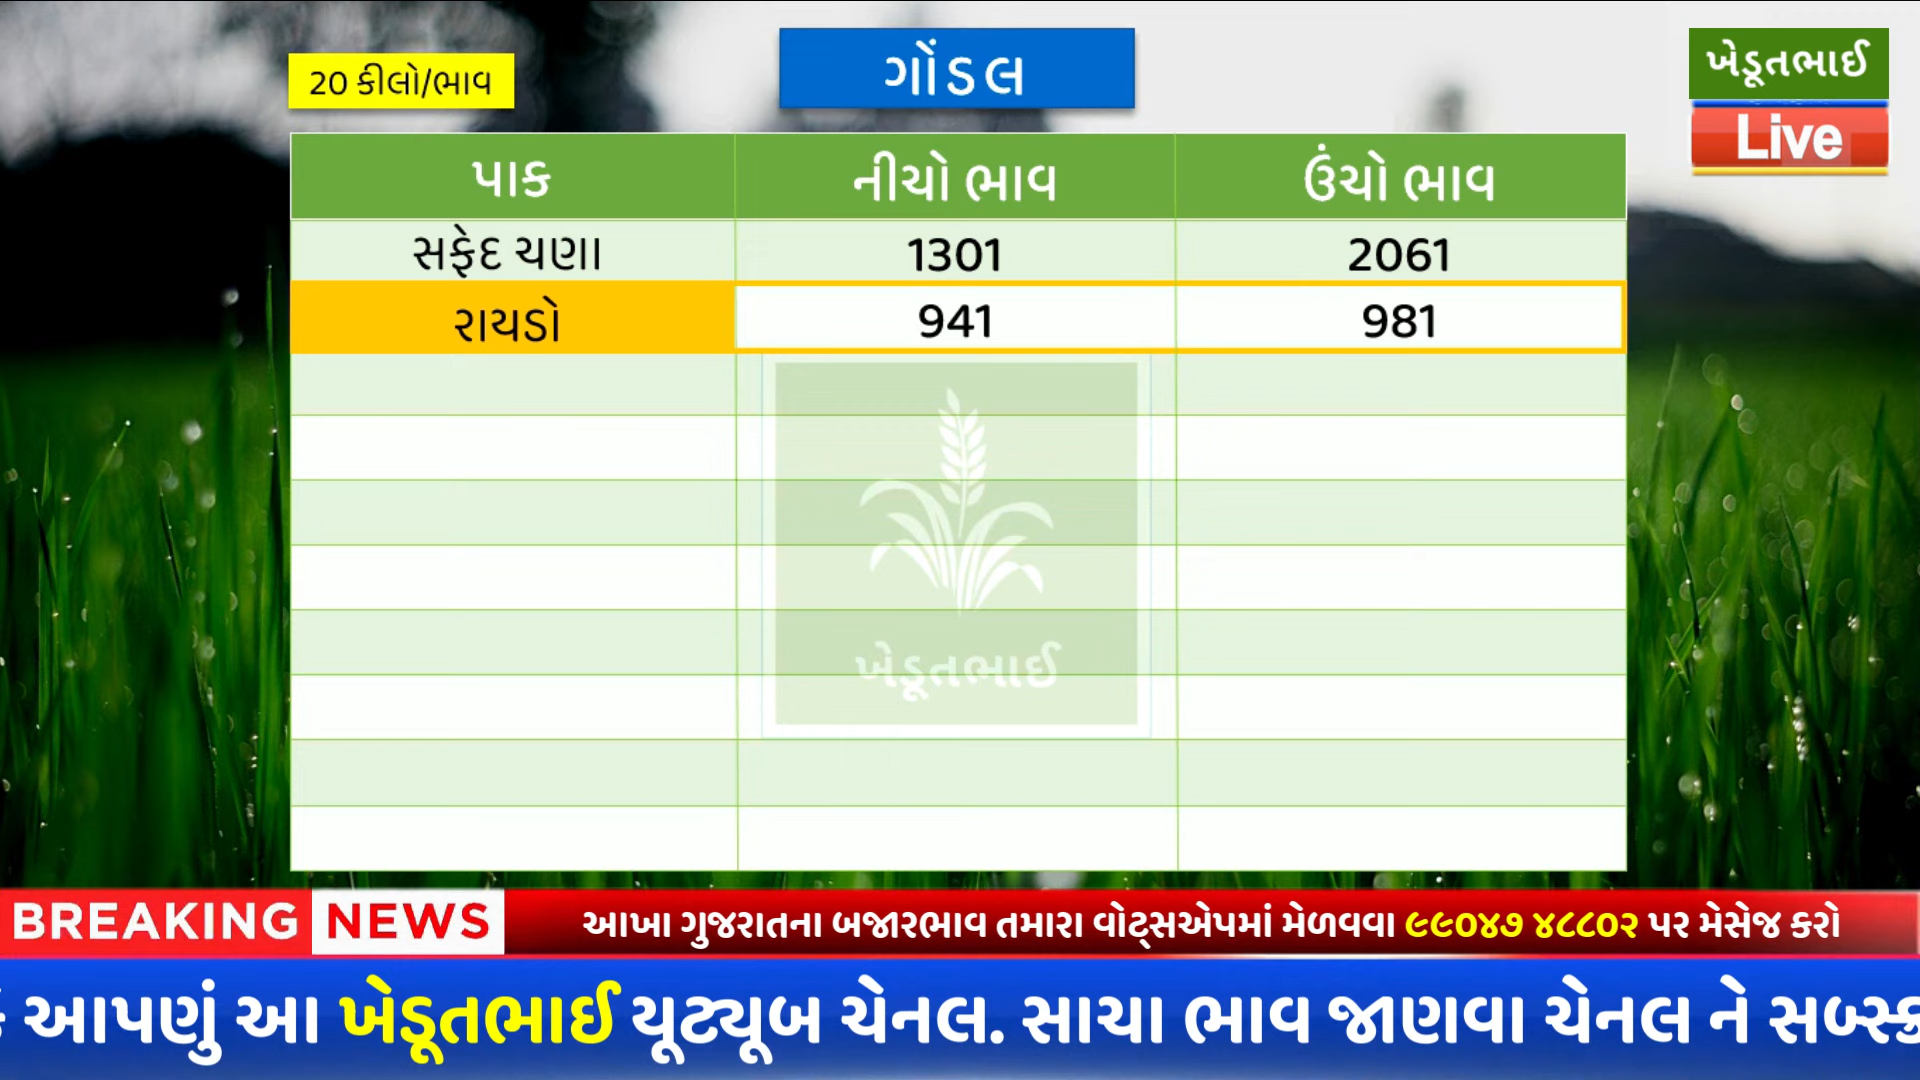 20 કીલો/ભાવ
ગોંડલ
ખેડૂતભાઈ
Live
પાક નીચો ભાવ ઉંચો ભાવ
સફેદ ચણા 1301 2061
રાયડો 941 981
ખેડૂતભાઈ
BREAKING NEWS આખા ગુજરાતના બજારભાવ તમારા વોટ્સએપમાં મેળવવા ૯૯૦૪૭ ૪૮૮૦૨ પર મેસેજ કરો
આપણું આ ખેડૂતભાઈ યૂટ્યૂબ ચેનલ. સાચા ભાવ જાણવા ચેનલ ને